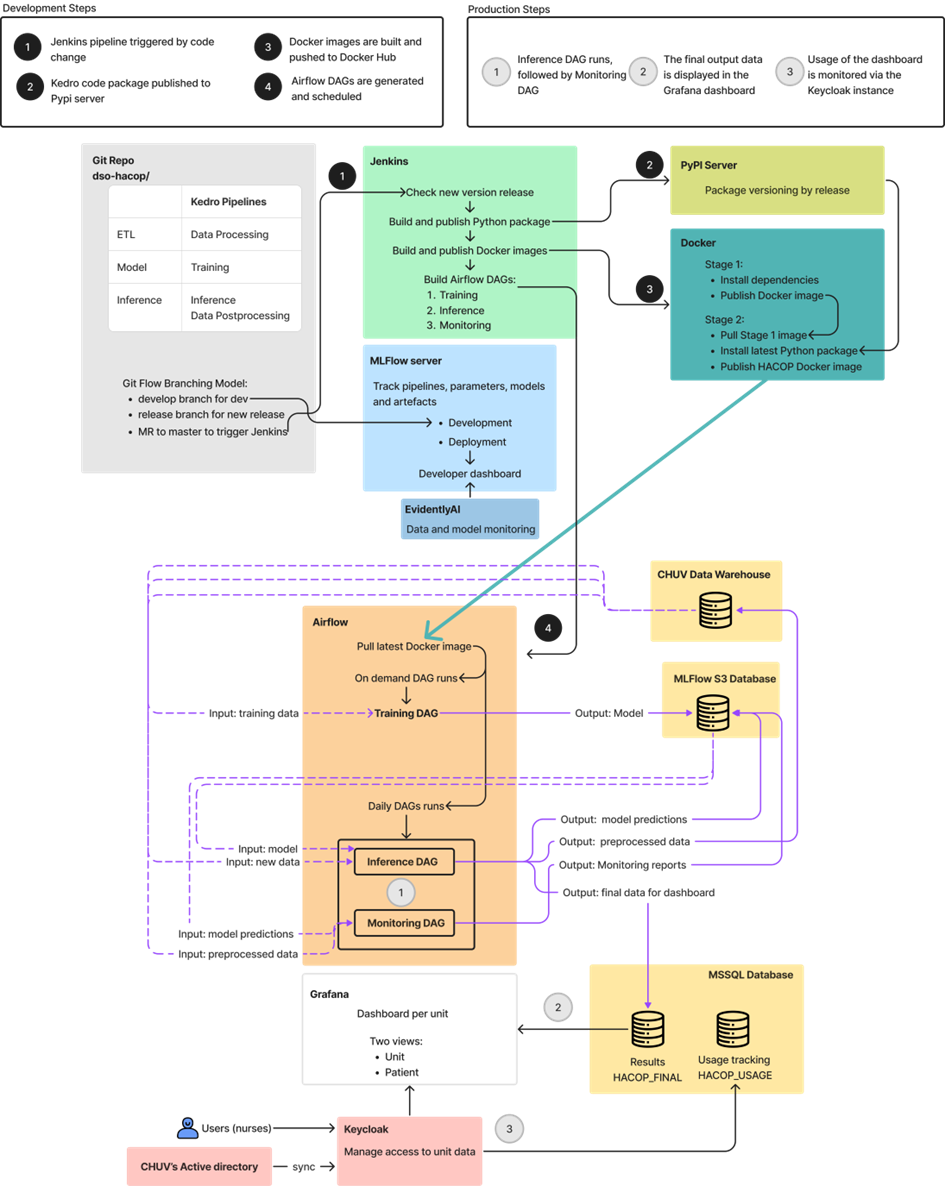 Development Steps
1
Jenkins pipeline triggered by code
change
2
Kedro code package published to
Pypi server
3
Docker images are built and
pushed to Docker Hub
4
Airflow DAGs are generated
and scheduled
Production Steps
1
Inference DAG runs,
followed by Monitoring
DAG
2
The final output data
is displayed in the
Grafana dashboard
3
Usage of the dashboard
is monitored via the
Keycloak instance
Git Repo
dso-hacop/
Kedro Pipelines
ETL
Data Processing
Model
Training
Inference
Inference
Data Postprocessing
Git Flow Branching Model:
• develop branch for dev
• release branch for new release
• MR to master to trigger Jenkins
1
Jenkins
Check new version release
Build and publish Python package
Build and publish Docker images
Build Airflow DAGs:
1. Training
2. Inference
3. Monitoring
2
PyPI Server
Package versioning by release
3
Docker
Stage 1:
• Install dependencies
• Publish Docker image
Stage 2:
• Pull Stage 1 image
• Install latest Python package
• Publish HACOP Docker image
MLFlow server
Track pipelines, parameters, models
and artefacts
• Development
• Deployment
Developer dashboard
EvidentlyAI
Data and model monitoring
CHUV Data Warehouse
4
Airflow
Pull latest Docker image
On demand DAG runs
Input: training data
Training DAG
Output: Model
MLFlow S3 Database
Daily DAGs runs
Input: model
Input: new data
Inference DAG
1
Monitoring DAG
Input: model predictions
Input: preprocessed data
Output: model predictions
Output: preprocessed data
Output: Monitoring reports
Output: final data for dashboard
Grafana
Dashboard per unit
Two views:
• Unit
• Patient
2
MSSQL Database
Results
HACOP_FINAL
Usage tracking
HACOP_USAGE
Users (nurses)
Keycloak
Manage access to unit data
3
CHUV's Active directory
sync